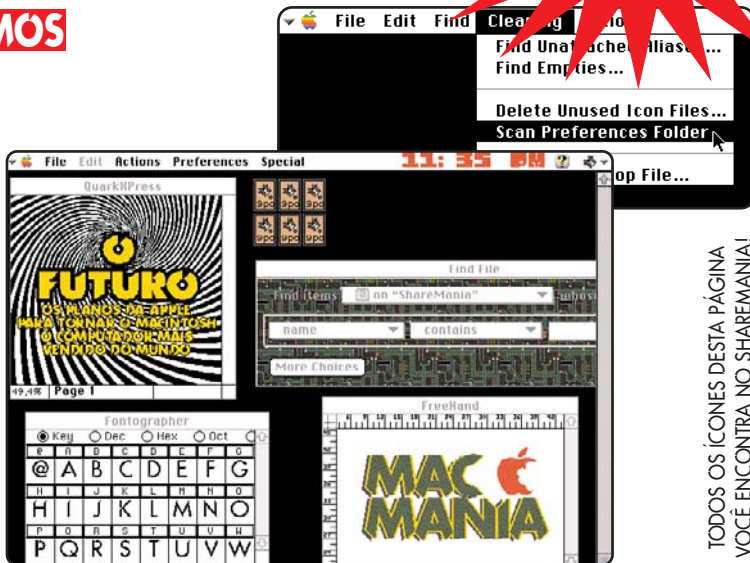 MOS
File Edit Find Cleaning
Find Unattached Aliases...
Find Empties...
Delete Unused Icon Files...
Scan Preferences Folder
op File...
File Edit Actions Preferences Special 11:35 PM
QuarkXPress
O
FUTURO
OS PLANOS DA APPLE
PARA TORNAR O MACINTOSH
O COMPUTADOR MAIS
VENDIDO DO MUNDO
49,4% Page 1
Find File
Find items on "ShareMania" whose
name contains
More Choices
Fontographer
Key Dec Hex Oct
@ A B C D E F G
@ A B C D E F G
H I J K L M N O
H I J K L M N O
P Q R S T U V W
P Q R S T U V W
FreeHand
MAC
MANIA
TODOS OS ÍCONES DESTA PÁGINA
VOCÊ ENCONTRA NO SHAREMANIA!